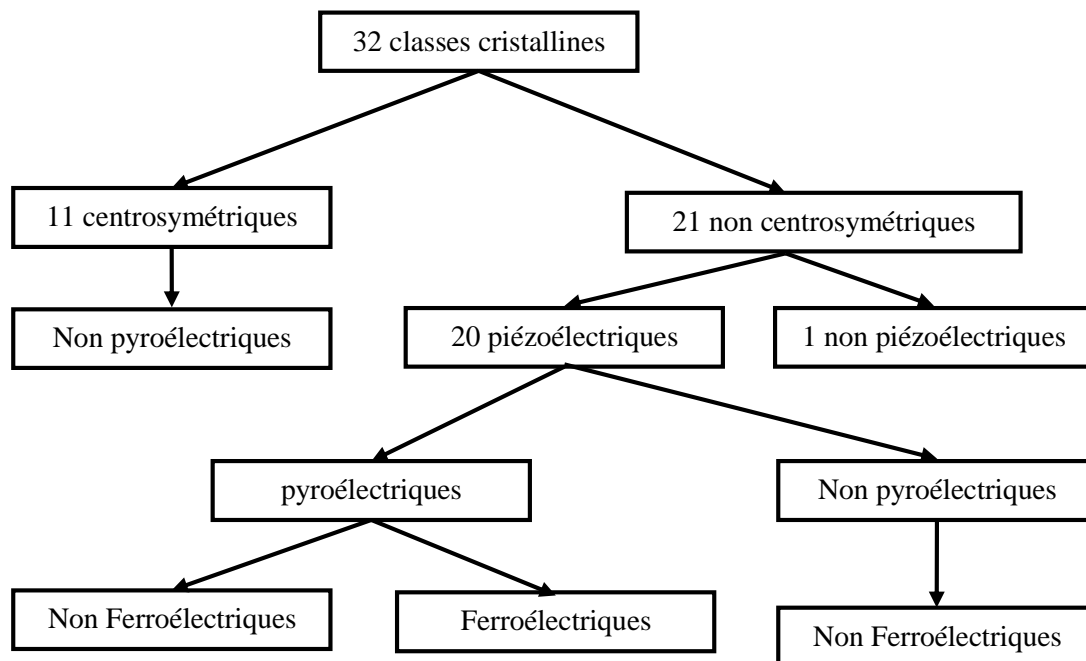 32 classes cristallines
11 centrosymétriques
21 non centrosymétriques
Non pyroélectriques
20 piézoélectriques
1 non piézoélectriques
pyroélectriques
Non pyroélectriques
Non Ferroélectriques
Ferroélectriques
Non Ferroélectriques